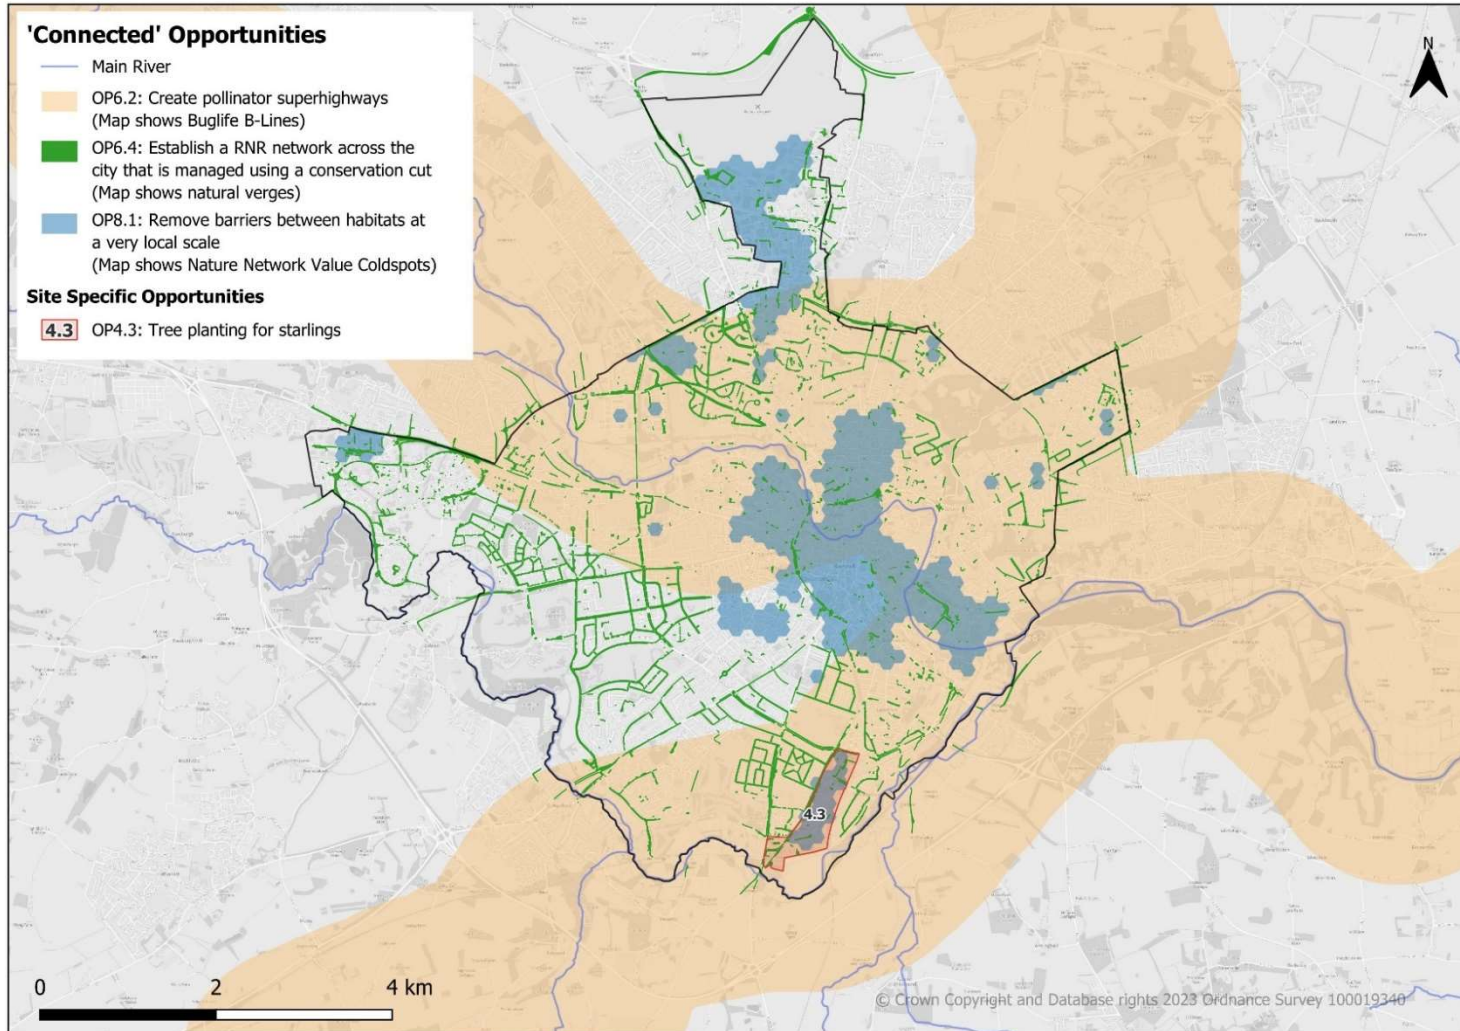 'Connected' Opportunities
Main River
OP6.2: Create pollinator superhighways
(Map shows Buglife B-Lines)
OP6.4: Establish a RNR network across the
city that is managed using a conservation cut
(Map shows natural verges)
OP8.1: Remove barriers between habitats at
a very local scale
(Map shows Nature Network Value Coldspots)
Site Specific Opportunities
4.3 OP4.3: Tree planting for starlings
N
4.3
0 2 4 km
© Crown Copyright and Database rights 2023 Ordnance Survey 100019340